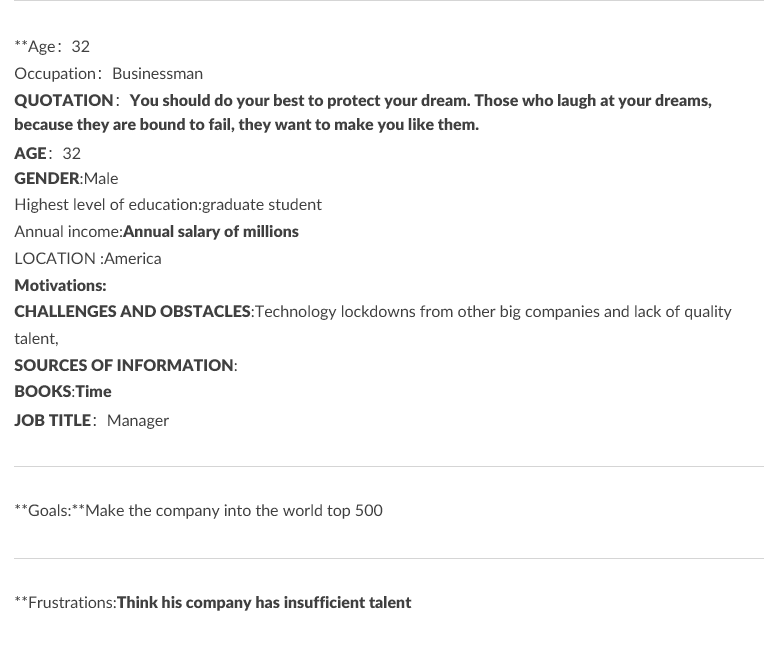 **Age： 32
Occupation： Businessman
QUOTATION： You should do your best to protect your dream. Those who laugh at your dreams,
because they are bound to fail, they want to make you like them.
AGE： 32
GENDER:Male
Highest level of education:graduate student
Annual income:Annual salary of millions
LOCATION :America
Motivations:
CHALLENGES AND OBSTACLES:Technology lockdowns from other big companies and lack of quality
talent,
SOURCES OF INFORMATION:
BOOKS:Time
JOB TITLE： Manager
**Goals:**Make the company into the world top 500
**Frustrations:Think his company has insufficient talent